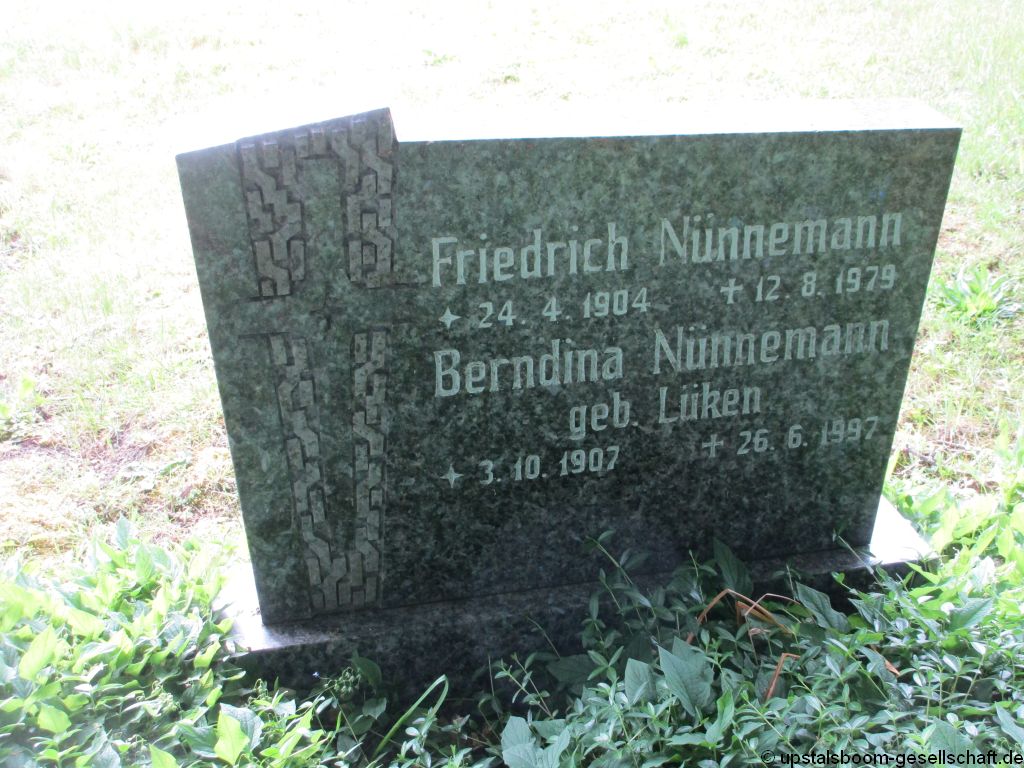 Friedrich Nünnemann
✦ 24. 4. 1904 ✝ 12. 8. 1979
Berndina Nünnemann
geb. Lüken
✦ 3. 10. 1907 ✝ 26. 6. 1997
© upstalsboom-gesellschaft.de